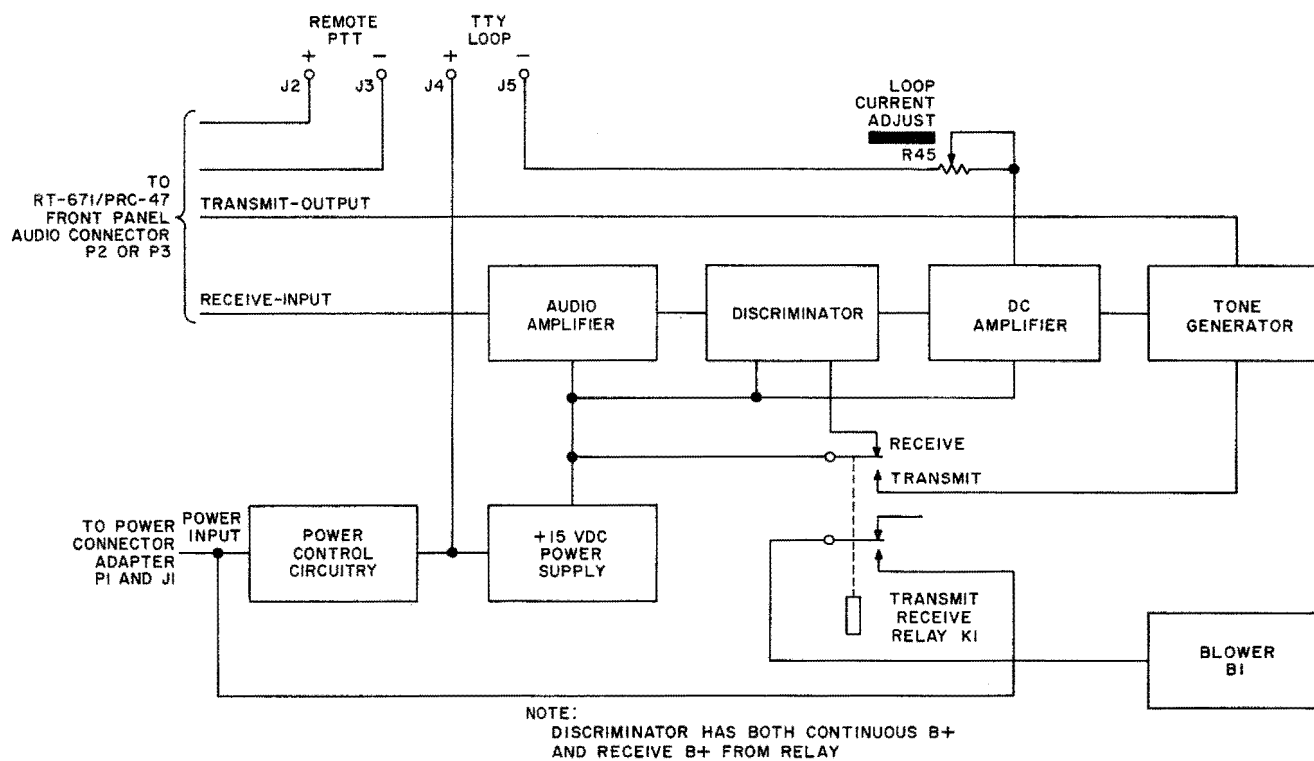 REMOTE
PTT
TTY
LOOP
+
-
+
-
J2
J3
J4
J5
LOOP
CURRENT
ADJUST
R45
TO
RT-671/PRC-47
FRONT PANEL
AUDIO CONNECTOR
P2 OR P3
TRANSMIT-OUTPUT
RECEIVE-INPUT
AUDIO
AMPLIFIER
DISCRIMINATOR
DC
AMPLIFIER
TONE
GENERATOR
RECEIVE
TRANSMIT
TO POWER
CONNECTOR
ADAPTER
P1 AND J1
POWER
INPUT
POWER
CONTROL
CIRCUITRY
+15 VDC
POWER
SUPPLY
TRANSMIT
RECEIVE
RELAY K1
BLOWER
B1
NOTE:
DISCRIMINATOR HAS BOTH CONTINUOUS B+
AND RECEIVE B+ FROM RELAY